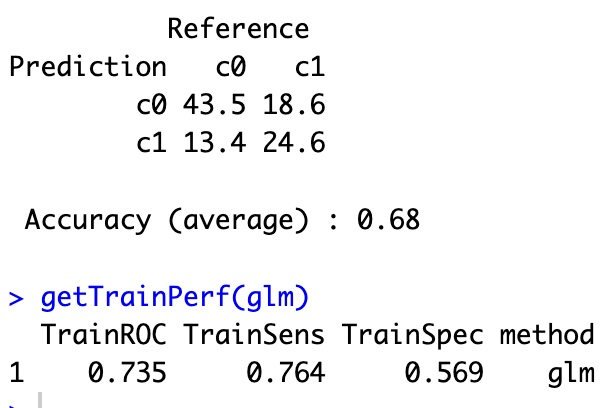 Reference
Prediction c0 c1
c0 43.5 18.6
c1 13.4 24.6
Accuracy (average) : 0.68
> getTrainPerf(glm)
TrainROC TrainSens TrainSpec method
1 0.735 0.764 0.569 glm
>